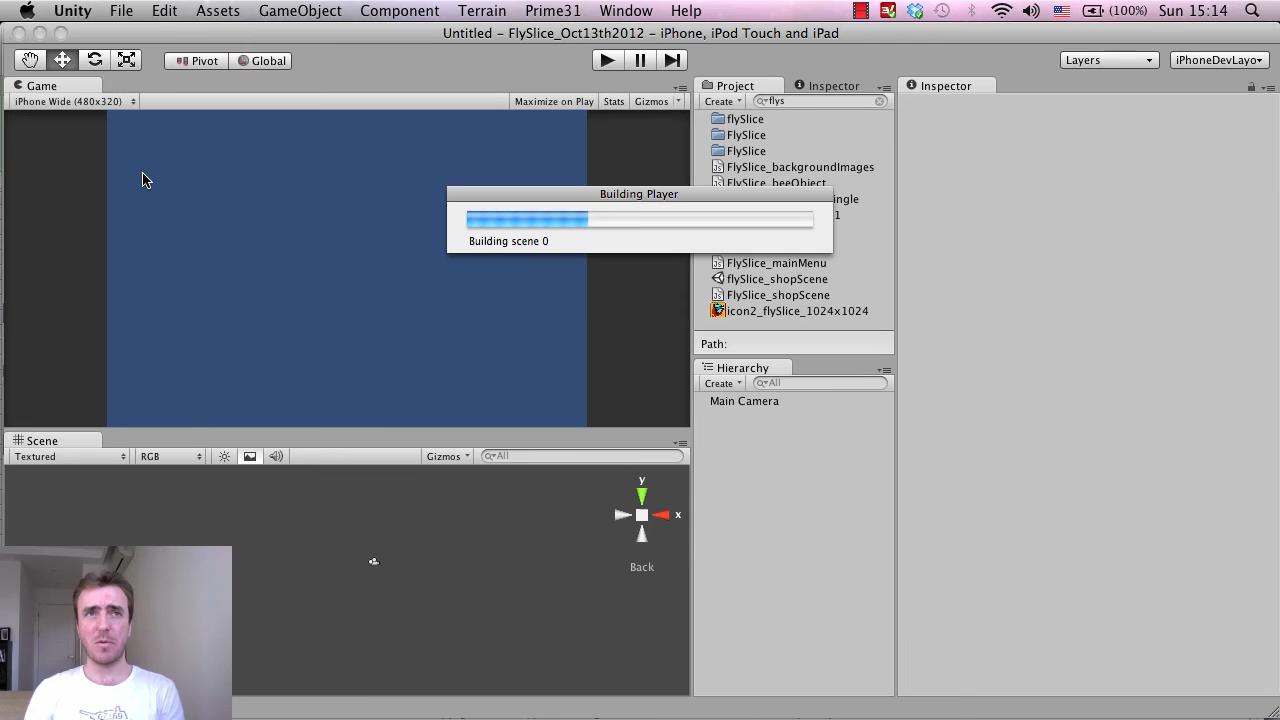 Unity File Edit Assets GameObject Component Terrain Prime31 Window Help (100%) Sun 15:14
Untitled - FlySlice_Oct13th2012 - iPhone, iPod Touch and iPad
Pivot Global Layers iPhoneDevLayo
Game Project Inspector Inspector
iPhone Wide (480x320) Maximize on Play Stats Gizmos Create flys
flySlice
FlySlice
FlySlice
FlySlice_backgroundImages
FlySlice_beeObject
Building Player
ingle
1
Building scene 0
FlySlice_mainMenu
flySlice_shopScene
FlySlice_shopScene
icon2_flySlice_1024x1024
Path:
Hierarchy
Create All
Main Camera
Scene
Textured RGB Gizmos All
y
x
Back